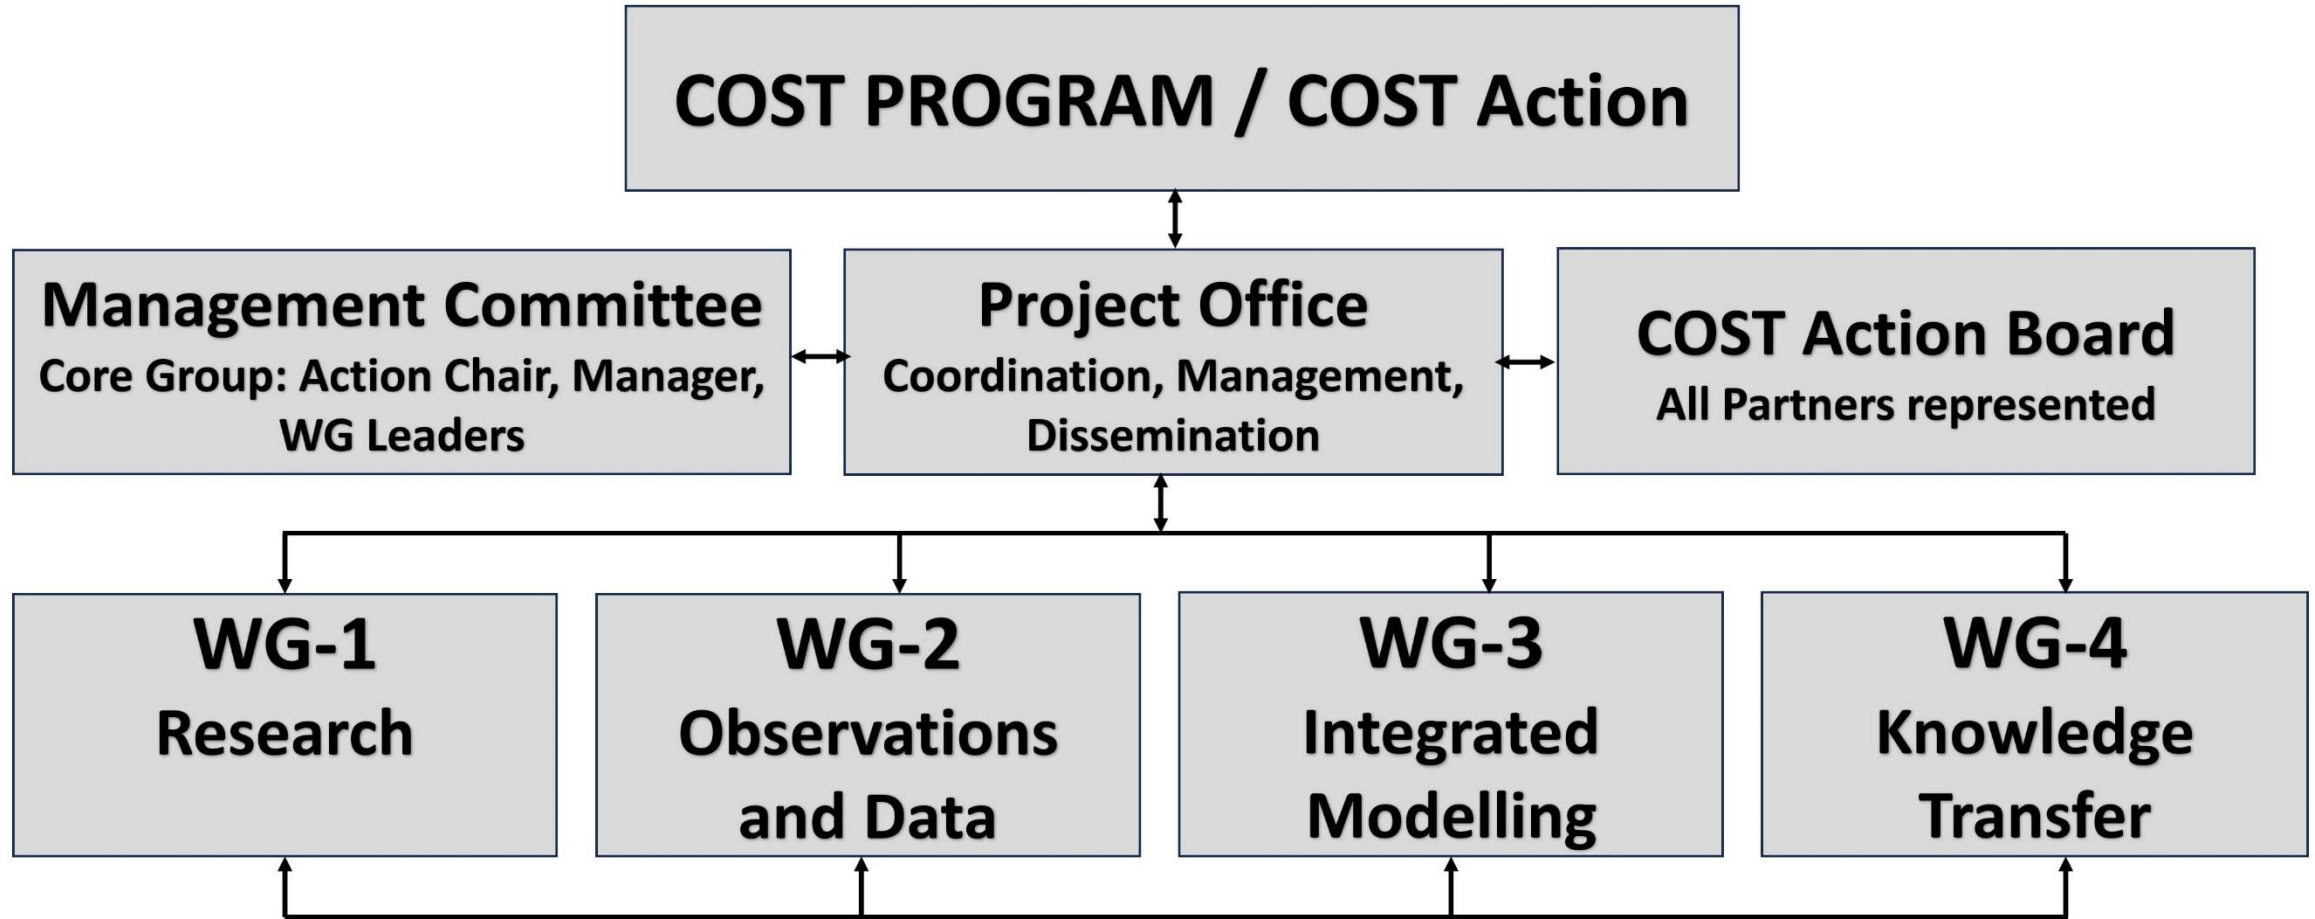 COST PROGRAM / COST Action
Management Committee
Core Group: Action Chair, Manager,
WG Leaders
Project Office
Coordination, Management,
Dissemination
COST Action Board
All Partners represented
WG-1
Research
WG-2
Observations
and Data
WG-3
Integrated
Modelling
WG-4
Knowledge
Transfer